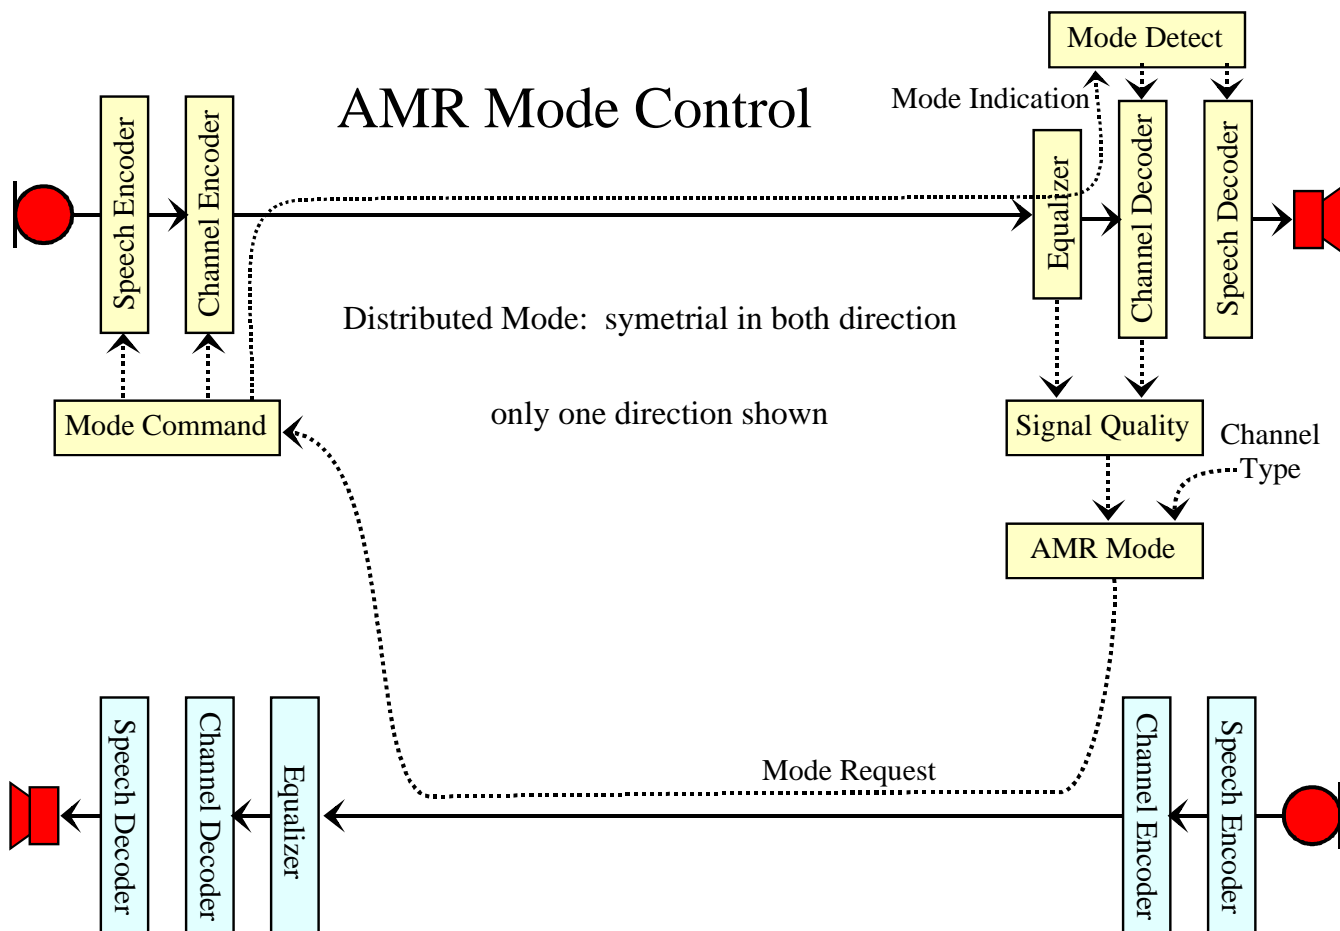 Mode Detect
Mode Indication
AMR Mode Control
Speech Encoder
Channel Encoder
Equalizer
Channel Decoder
Speech Decoder
Distributed Mode:  symetrial in both direction
only one direction shown
Mode Command
Signal Quality
Channel
Type
AMR Mode
Mode Request
Speech Decoder
Channel Decoder
Equalizer
Channel Encoder
Speech Encoder